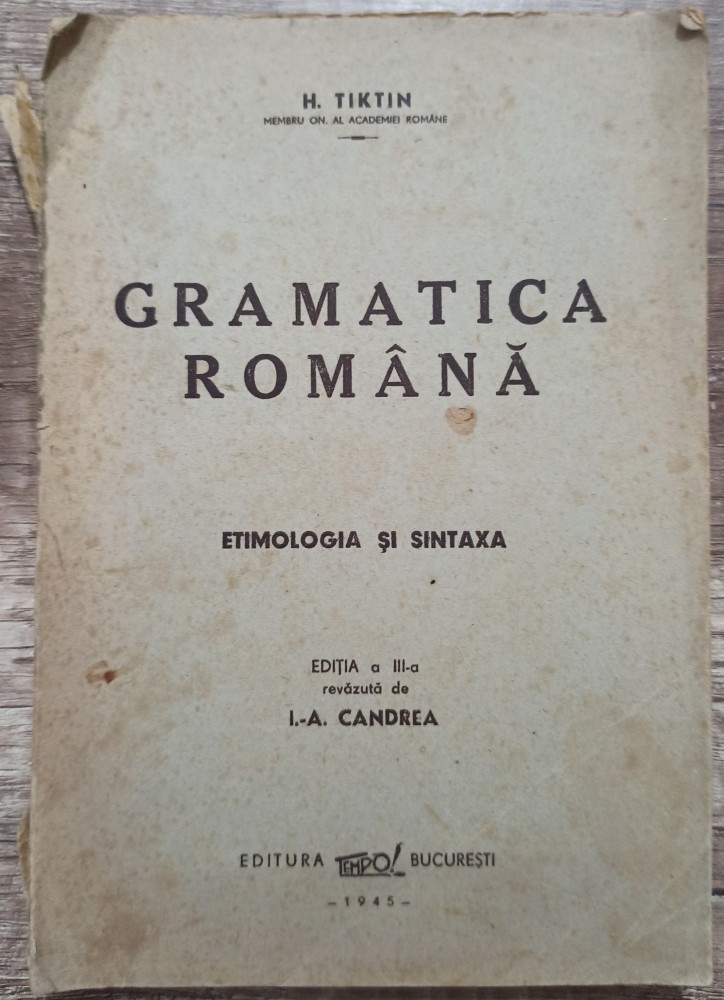 H. TIKTIN
MEMBRU ON. AL ACADEMIEI ROMÂNE
GRAMATICA
ROMÂNĂ
ETIMOLOGIA ŞI SINTAXA
EDIŢIA a III-a
revăzută de
I.-A. CANDREA
EDITURA TEMPO! BUCUREŞTI
- 1945 -